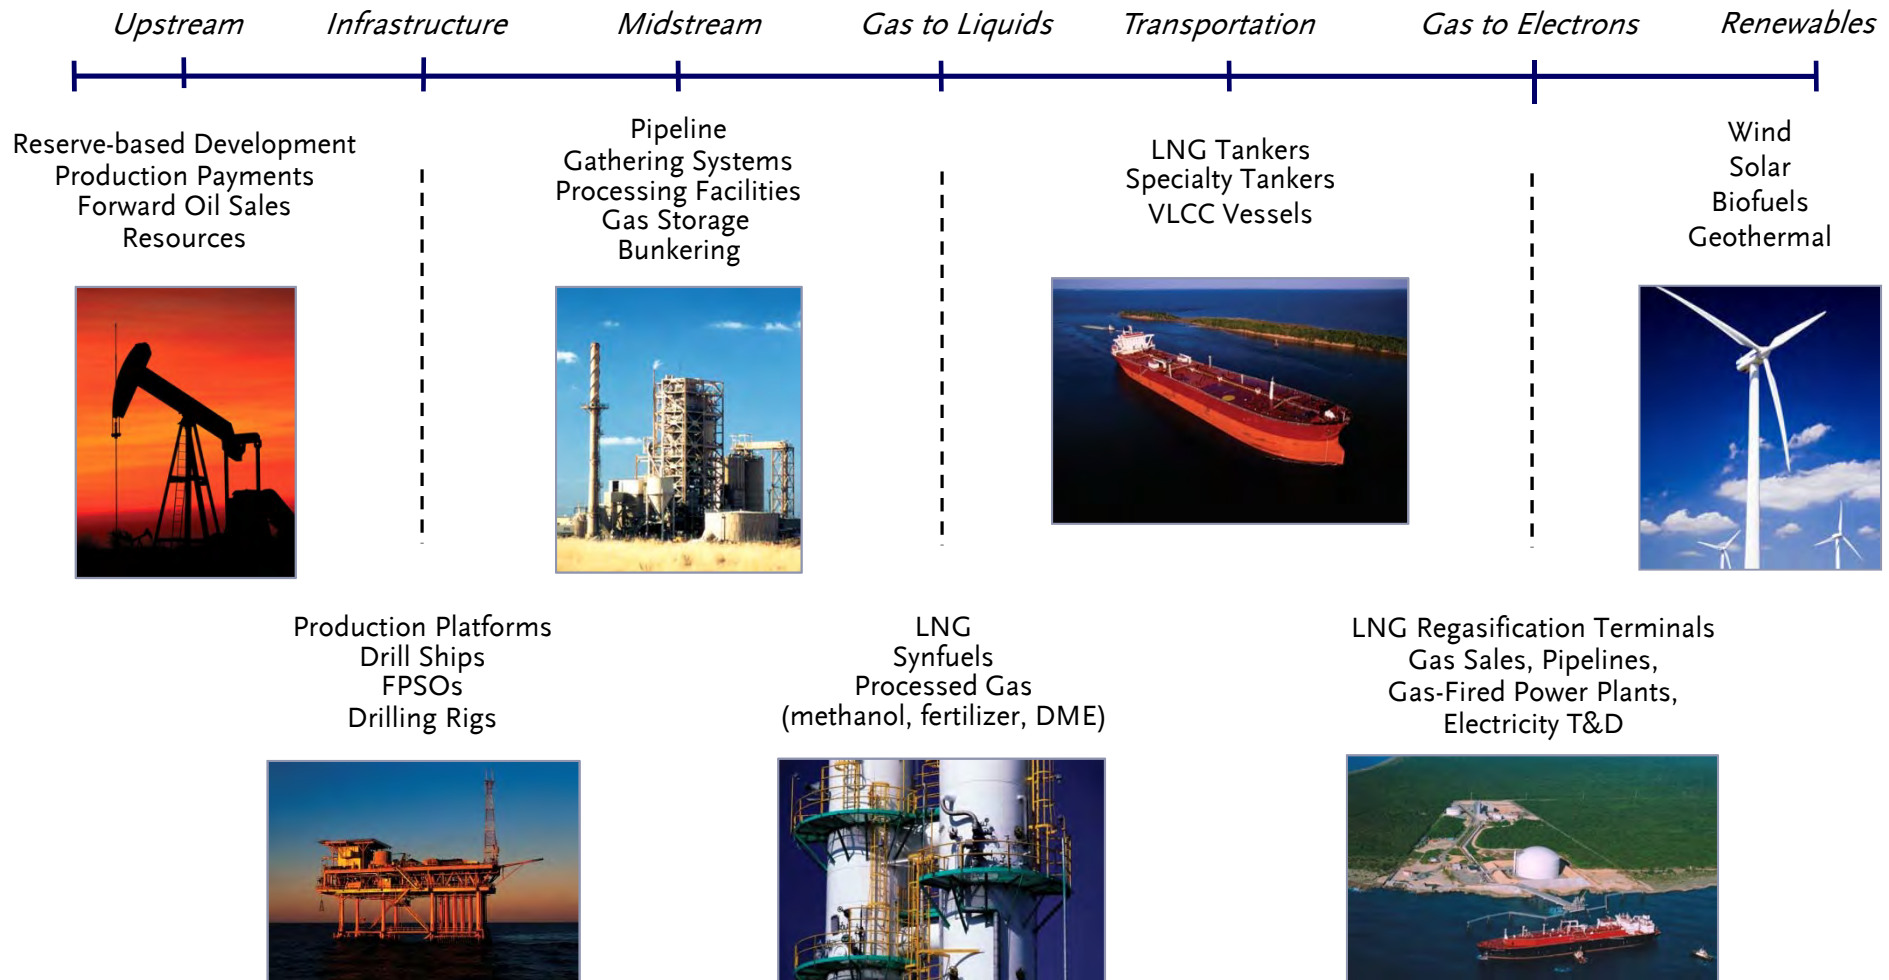 Upstream
Infrastructure
Midstream
Gas to Liquids
Transportation
Gas to Electrons
Renewables
Reserve-based Development
Production Payments
Forward Oil Sales
Resources
Pipeline
Gathering Systems
Processing Facilities
Gas Storage
Bunkering
LNG Tankers
Specialty Tankers
VLCC Vessels
Wind
Solar
Biofuels
Geothermal
Production Platforms
Drill Ships
FPSOs
Drilling Rigs
LNG
Synfuels
Processed Gas
(methanol, fertilizer, DME)
LNG Regasification Terminals
Gas Sales, Pipelines,
Gas-Fired Power Plants,
Electricity T&D